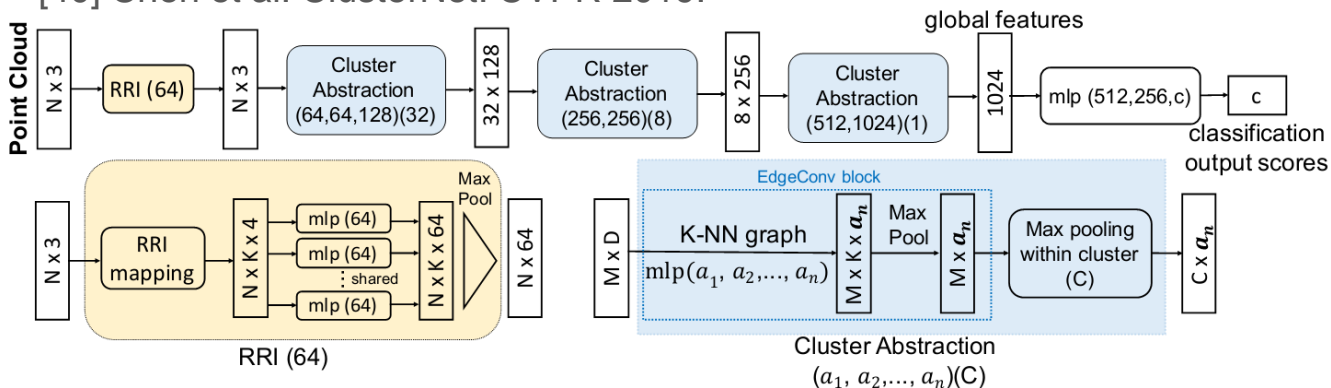 [40] Chen et al. ClusterNet. CVPR 2019.
global features
Point Cloud
N x 3
RRI (64)
N x 3
Cluster
Abstraction
(64,64,128)(32)
32 x 128
Cluster
Abstraction
(256,256)(8)
8 x 256
Cluster
Abstraction
(512,1024)(1)
1024
mlp (512,256,c)
c
classification
output scores
N x 3
RRI
mapping
N x K x 4
mlp (64)
mlp (64)
shared
mlp (64)
N x K x 64
Max
Pool
N x 64
RRI (64)
M x D
EdgeConv block
K-NN graph
mlp(a₁, a₂,..., aₙ)
M x K x aₙ
Max
Pool
M x aₙ
Max pooling
within cluster
(C)
C x aₙ
Cluster Abstraction
(a₁, a₂,..., aₙ)(C)